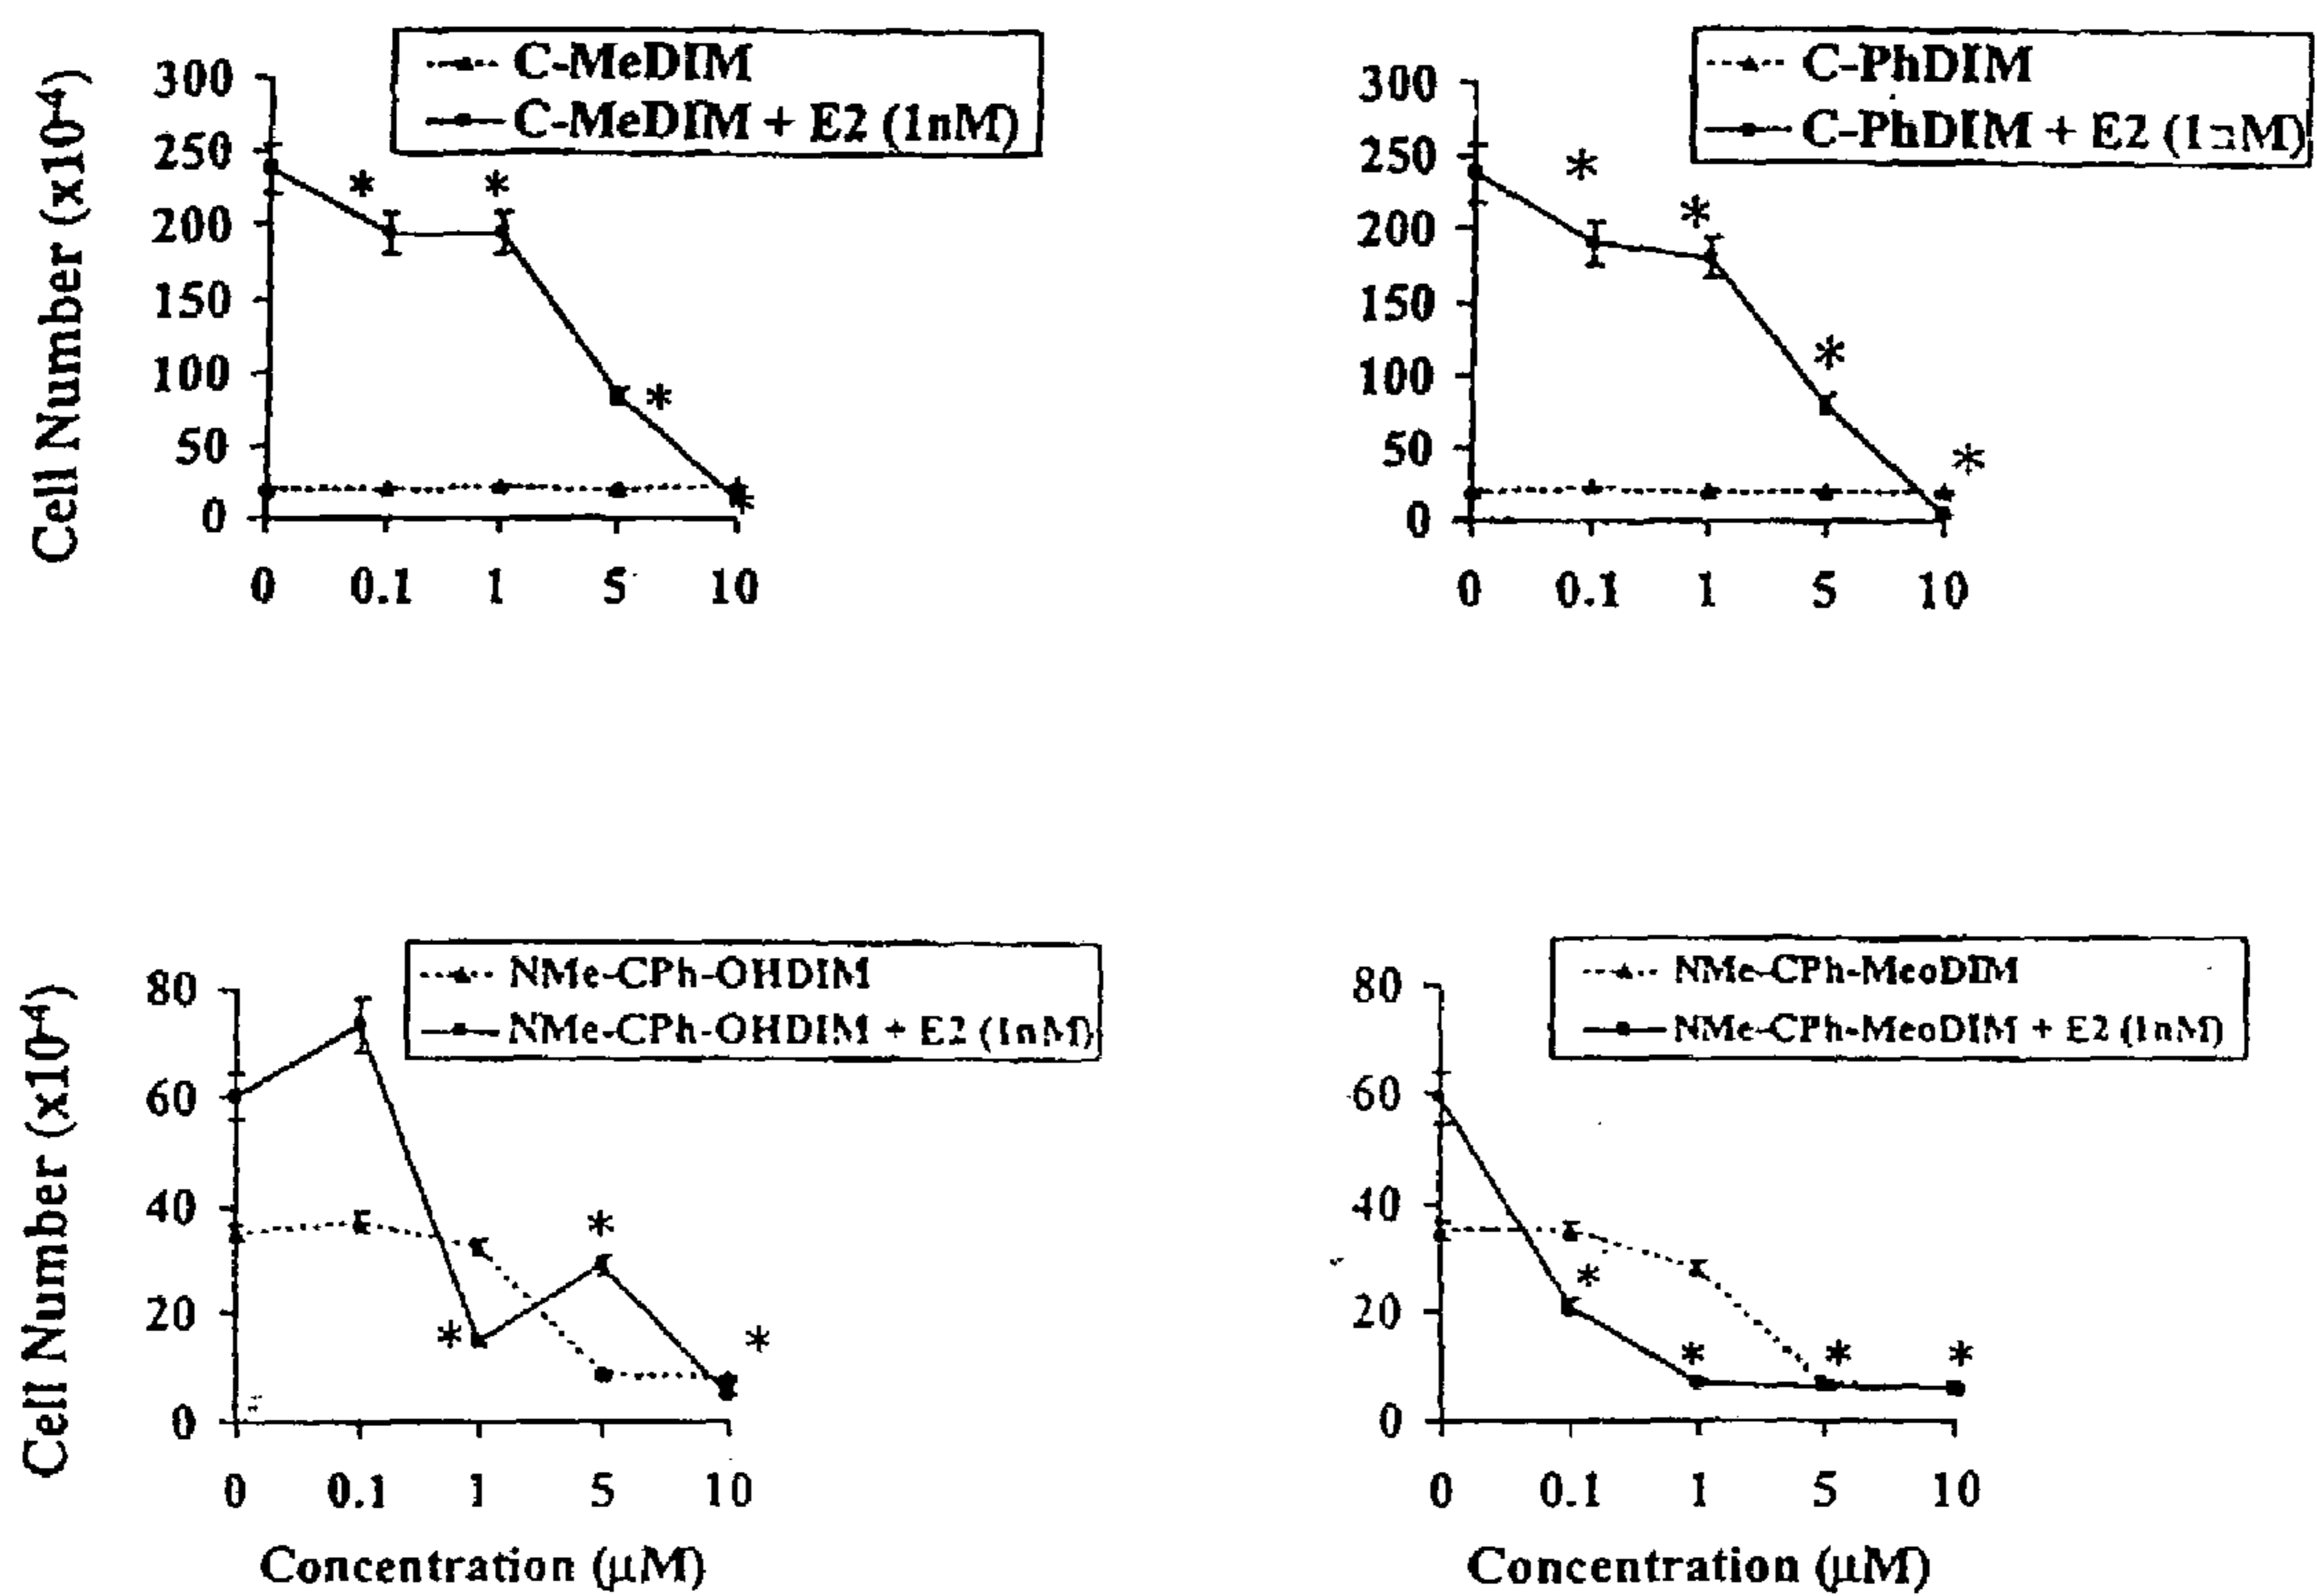 C-MeDIM
C-MeDIM + E2 (1nM)
Cell Number (x10-4)
300
250
200
150
100
50
0
* * * *
0 0.1 1 5 10
C-PhDIM
C-PhDIM + E2 (1nM)
300
250
200
150
100
50
0
* * * *
0 0.1 1 5 10
NMe-CPh-OHDIM
NMe-CPh-OHDIM + E2 (1nM)
Cell Number (x10-4)
80
60
40
20
0
* * *
0 0.1 1 5 10
Concentration (μM)
NMe-CPh-MeoDIM
NMe-CPh-MeoDIM + E2 (1nM)
80
60
40
20
0
* * * *
0 0.1 1 5 10
Concentration (μM)